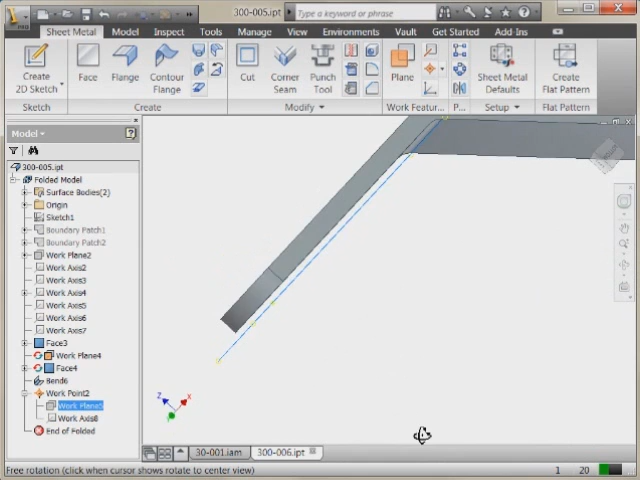 300-005.ipt
Type a keyword or phrase
PRO
Sheet Metal Model Inspect Tools Manage View Environments Vault Get Started Add-Ins
Create 2D Sketch
Face
Flange
Contour Flange
Cut
Corner Seam
Punch Tool
Plane
Sheet Metal Defaults
Create Flat Pattern
Sketch Create Modify Work Featur... P... Setup Flat Pattern
Model
300-005.ipt
Folded Model
Surface Bodies(2)
Origin
Sketch1
Boundary Patch1
Boundary Patch2
Work Plane2
Work Axis2
Work Axis3
Work Axis4
Work Axis5
Work Axis6
Work Axis7
Face3
Work Plane4
Face4
Bend6
Work Point2
Work Plane5
Work Axis8
End of Folded
Z X Y
30-001.iam 300-006.ipt
Free rotation (click when cursor shows rotate to center view) 1 20